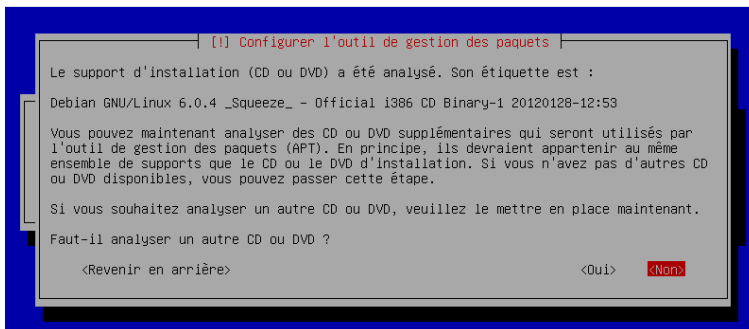 [!] Configurer l'outil de gestion des paquets
Le support d'installation (CD ou DVD) a été analysé. Son étiquette est :
Debian GNU/Linux 6.0.4 _Squeeze_ - Official i386 CD Binary-1 20120128-12:53
Vous pouvez maintenant analyser des CD ou DVD supplémentaires qui seront utilisés par
l'outil de gestion des paquets (APT). En principe, ils devraient appartenir au même
ensemble de supports que le CD ou le DVD d'installation. Si vous n'avez pas d'autres CD
ou DVD disponibles, vous pouvez passer cette étape.
Si vous souhaitez analyser un autre CD ou DVD, veuillez le mettre en place maintenant.
Faut-il analyser un autre CD ou DVD ?
<Revenir en arrière> <Oui> <Non>